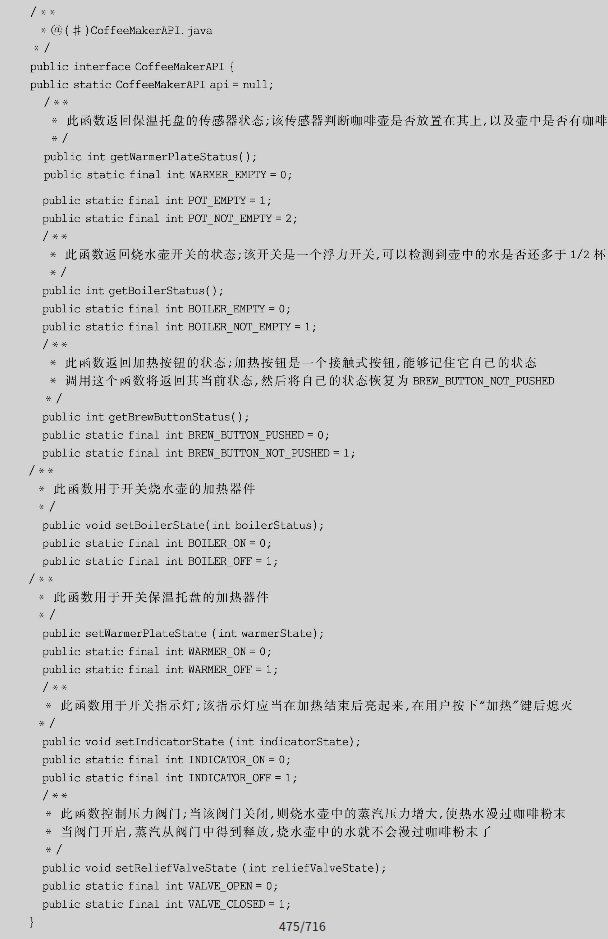 /**
*@(#)CoffeeMakerAPI.java
*/
public interface CoffeeMakerAPI {
public static CoffeeMakerAPI api = null;
/**
* 此函数返回保温托盘的传感器状态;该传感器判断咖啡壶是否放置在其上,以及壶中是否有咖啡
*/
public int getWarmerPlateStatus();
public static final int WARMER_EMPTY = 0;
public static final int POT_EMPTY = 1;
public static final int POT_NOT_EMPTY = 2;
/**
* 此函数返回烧水壶开关的状态;该开关是一个浮力开关,可以检测到壶中的水是否还多于 1/2 杯
*/
public int getBoilerStatus();
public static final int BOILER_EMPTY = 0;
public static final int BOILER_NOT_EMPTY = 1;
/**
* 此函数返回加热按钮的状态;加热按钮是一个接触式按钮,能够记住它自己的状态
* 调用这个函数将返回其当前状态,然后将自己的状态恢复为 BREW_BUTTON_NOT_PUSHED
*/
public int getBrewButtonStatus();
public static final int BREW_BUTTON_PUSHED = 0;
public static final int BREW_BUTTON_NOT_PUSHED = 1;
/**
* 此函数用于开关烧水壶的加热器件
*/
public void setBoilerState(int boilerStatus);
public static final int BOILER_ON = 0;
public static final int BOILER_OFF = 1;
/**
* 此函数用于开关保温托盘的加热器件
*/
public setWarmerPlateState (int warmerState);
public static final int WARMER_ON = 0;
public static final int WARMER_OFF = 1;
/**
* 此函数用于开关指示灯;该指示灯应当在加热结束后亮起来,在用户按下“加热”键后熄灭
*/
public void setIndicatorState (int indicatorState);
public static final int INDICATOR_ON = 0;
public static final int INDICATOR_OFF = 1;
/**
* 此函数控制压力阀门;当该阀门关闭,则烧水壶中的蒸汽压力增大,使热水漫过咖啡粉末
* 当阀门开启,蒸汽从阀门中得到释放,烧水壶中的水就不会漫过咖啡粉末了
*/
public void setReliefValveState (int reliefValveState);
public static final int VALVE_OPEN = 0;
public static final int VALVE_CLOSED = 1;
}
475/716